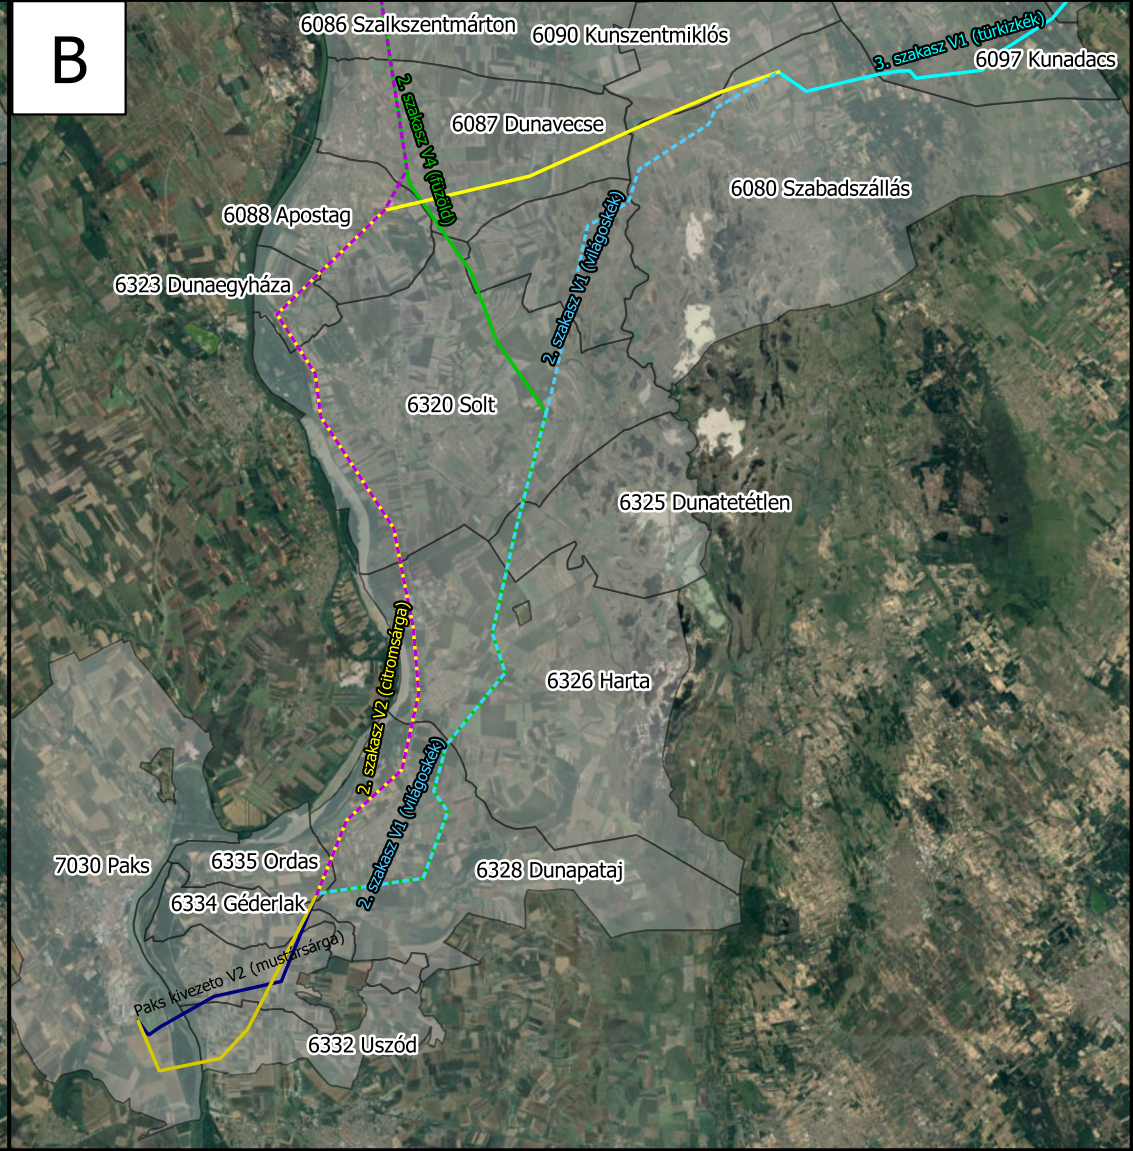 B
6086 Szalkszentmárton
6090 Kunszentmiklós
3. szakasz V1 (türkizkék)
6097 Kunadacs
2. szakasz V4 (fűzöld)
6087 Dunavecse
6080 Szabadszállás
6088 Apostag
2. szakasz V1 (világoskék)
6323 Dunaegyháza
6320 Solt
6325 Dunatetétlen
2. szakasz V2 (citromsárga)
6326 Harta
2. szakasz V1 (világoskék)
7030 Paks
6335 Ordas
6328 Dunapataj
6334 Géderlak
Paks kivezeto V2 (mustársárga)
6332 Uszód